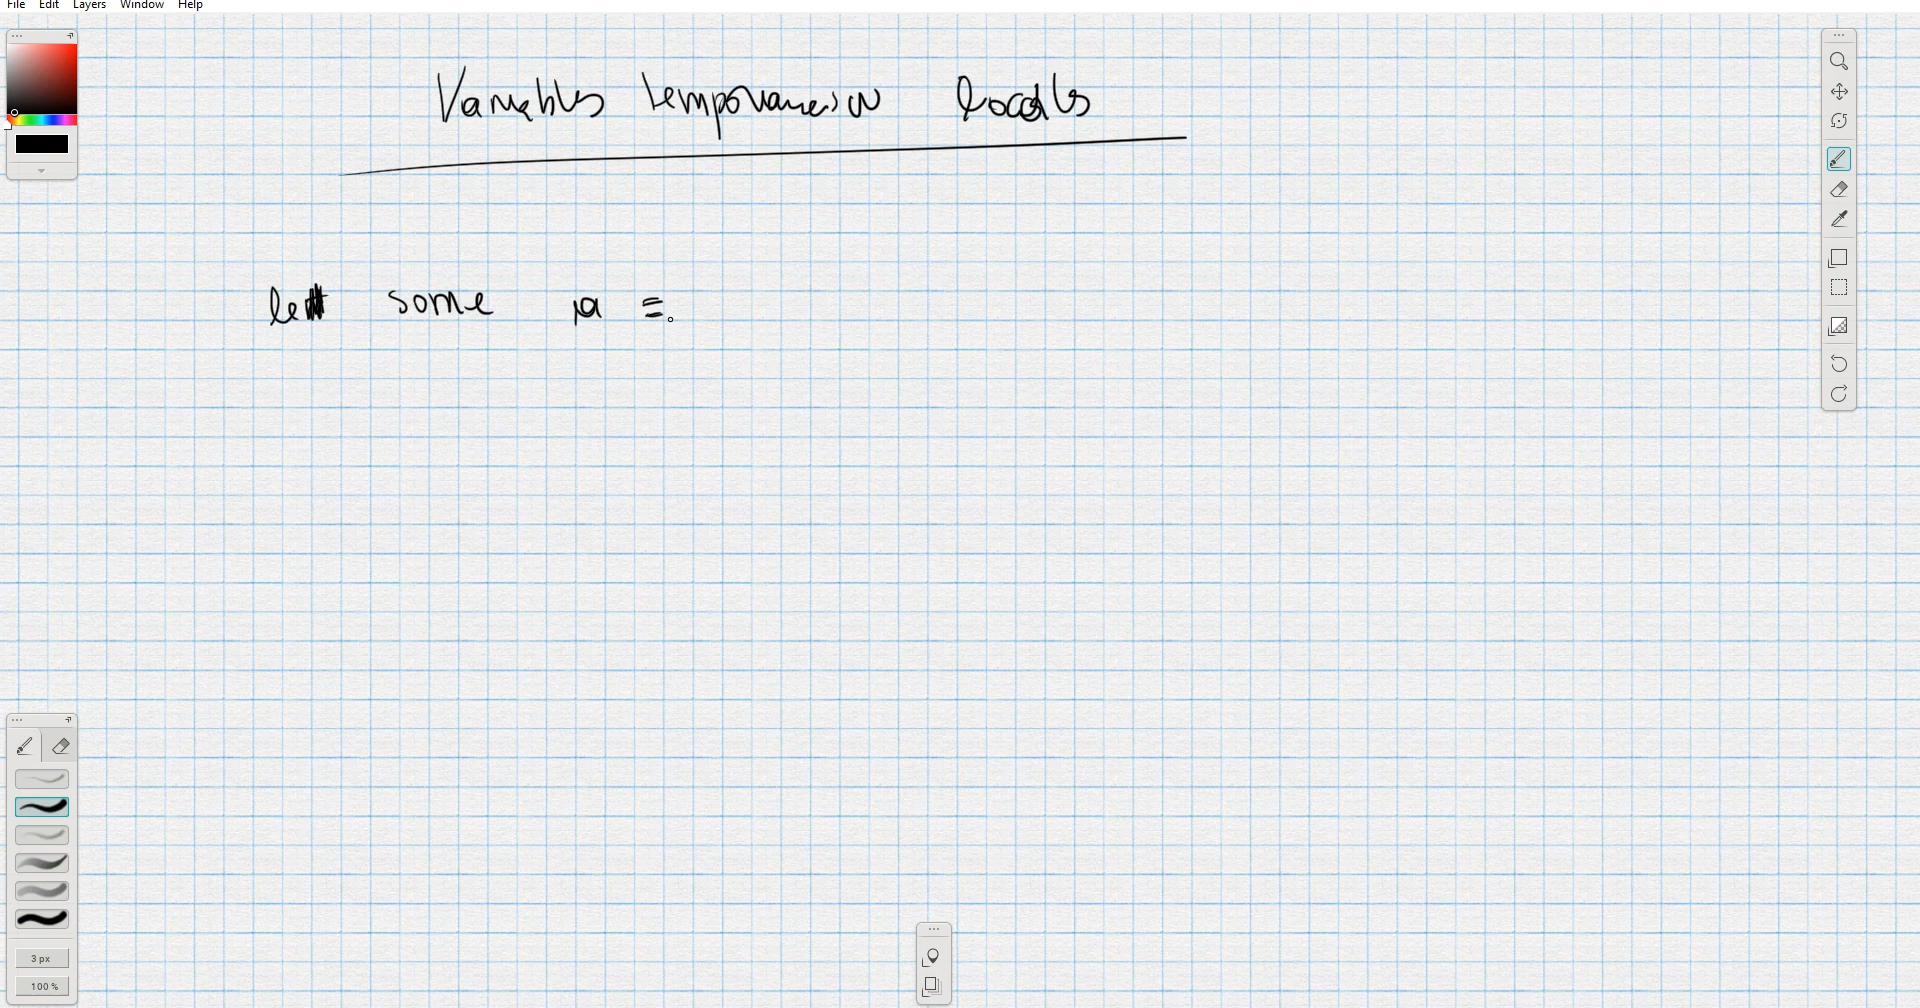 File Edit Layers Window Help
Variables locals
let some a =
3 px
100 %